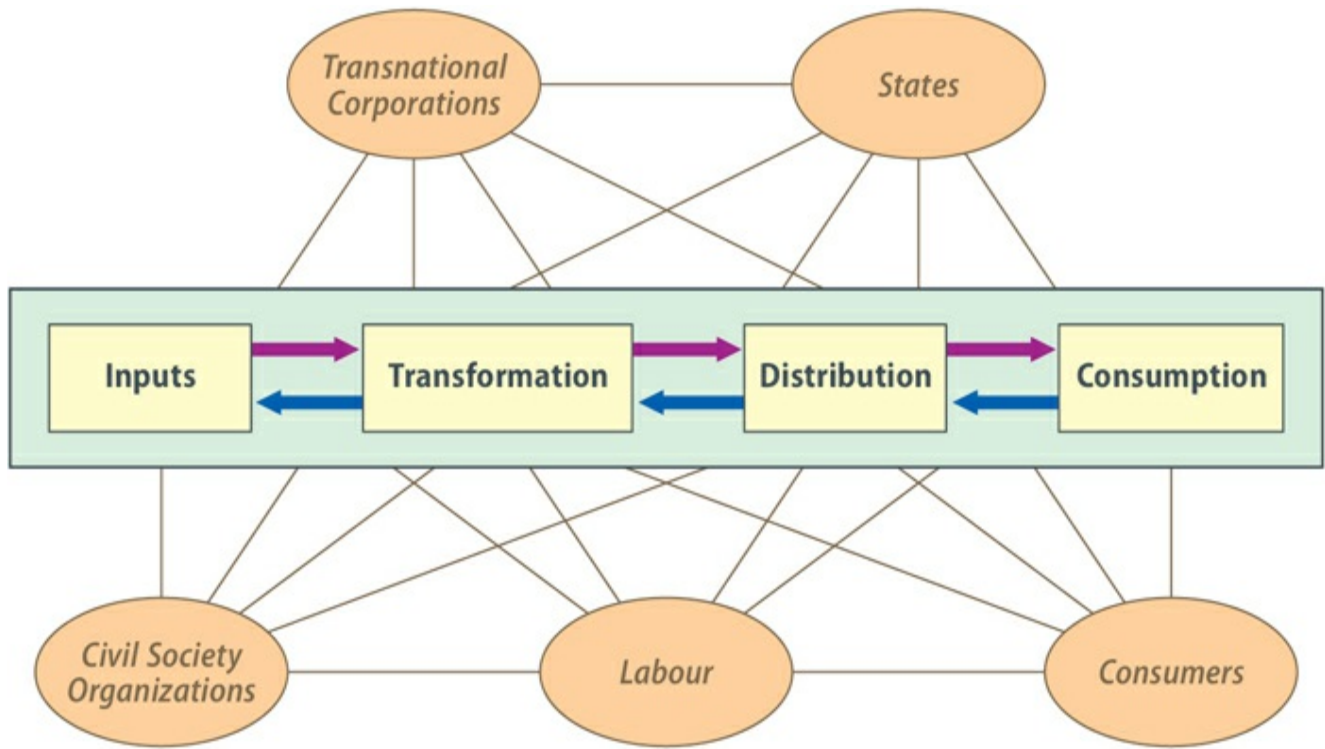 Transnational
Corporations
States
Inputs
Transformation
Distribution
Consumption
Civil Society
Organizations
Labour
Consumers